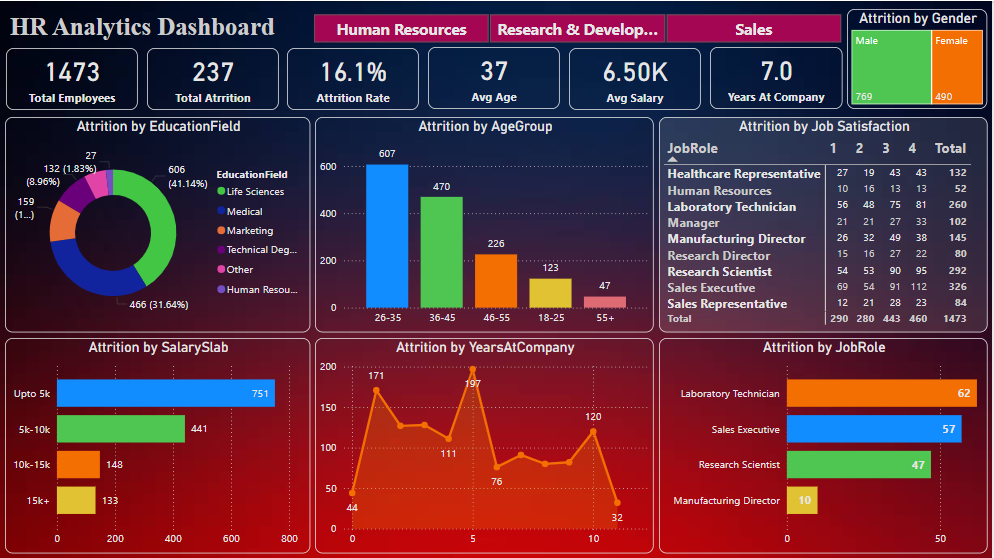 HR Analytics Dashboard
Human Resources
Research & Develop...
Sales
Attrition by Gender
Male
Female
769
490
1473
Total Employees
237
Total Atrrition
16.1%
Attrition Rate
37
Avg Age
6.50K
Avg Salary
7.0
Years At Company
Attrition by EducationField
27
132 (1.83%)
(8.96%)
159
(1...)
606
(41.14%)
466 (31.64%)
EducationField
Life Sciences
Medical
Marketing
Technical Deg...
Other
Human Resou...
Attrition by AgeGroup
600
400
200
0
607
470
226
123
47
26-35 36-45 46-55 18-25 55+
Attrition by Job Satisfaction
JobRole 1 2 3 4 Total
Healthcare Representative 27 19 43 43 132
Human Resources 10 16 13 13 52
Laboratory Technician 56 48 75 81 260
Manager 21 21 27 33 102
Manufacturing Director 26 32 49 38 145
Research Director 15 16 27 22 80
Research Scientist 54 53 90 95 292
Sales Executive 69 54 91 112 326
Sales Representative 12 21 28 23 84
Total 290 280 443 460 1473
Attrition by SalarySlab
Upto 5k 751
5k-10k 441
10k-15k 148
15k+ 133
0 200 400 600 800
Attrition by YearsAtCompany
200
150
100
50
0
44
171
111
197
76
120
32
0 5 10
Attrition by JobRole
Laboratory Technician 62
Sales Executive 57
Research Scientist 47
Manufacturing Director 10
0 50